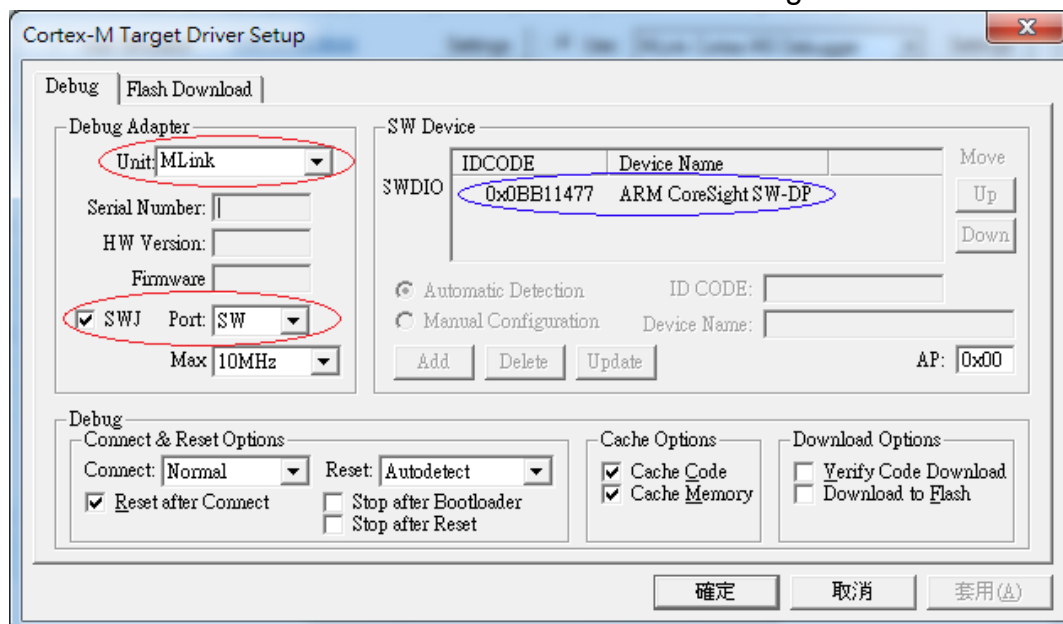 Cortex-M Target Driver Setup
Debug
Flash Download
Debug Adapter
Unit: MLink
Serial Number:
HW Version:
Firmware
SWJ Port: SW
Max 10MHz
SW Device
IDCODE Device Name
SWDIO 0x0BB11477 ARM CoreSight SW-DP
Move
Up
Down
Automatic Detection
Manual Configuration
ID CODE:
Device Name:
Add Delete Update
AP: 0x00
Debug
Connect & Reset Options
Connect: Normal Reset: Autodetect
Reset after Connect
Stop after Bootloader
Stop after Reset
Cache Options
Cache Code
Cache Memory
Download Options
Verify Code Download
Download to Flash
確定 取消 套用(A)